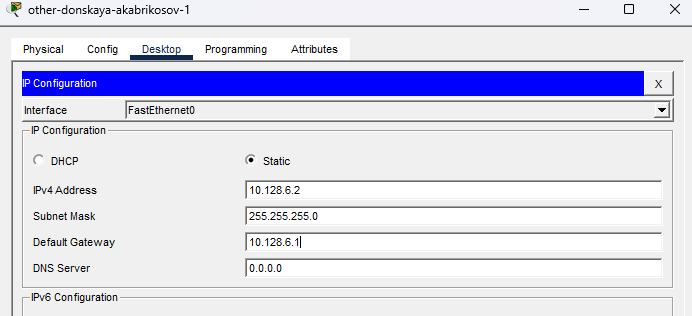 other-donskaya-akabrikosov-1
Physical Config Desktop Programming Attributes
IP Configuration X
Interface FastEthernet0
IP Configuration
DHCP Static
IPv4 Address 10.128.6.2
Subnet Mask 255.255.255.0
Default Gateway 10.128.6.1
DNS Server 0.0.0.0
IPv6 Configuration